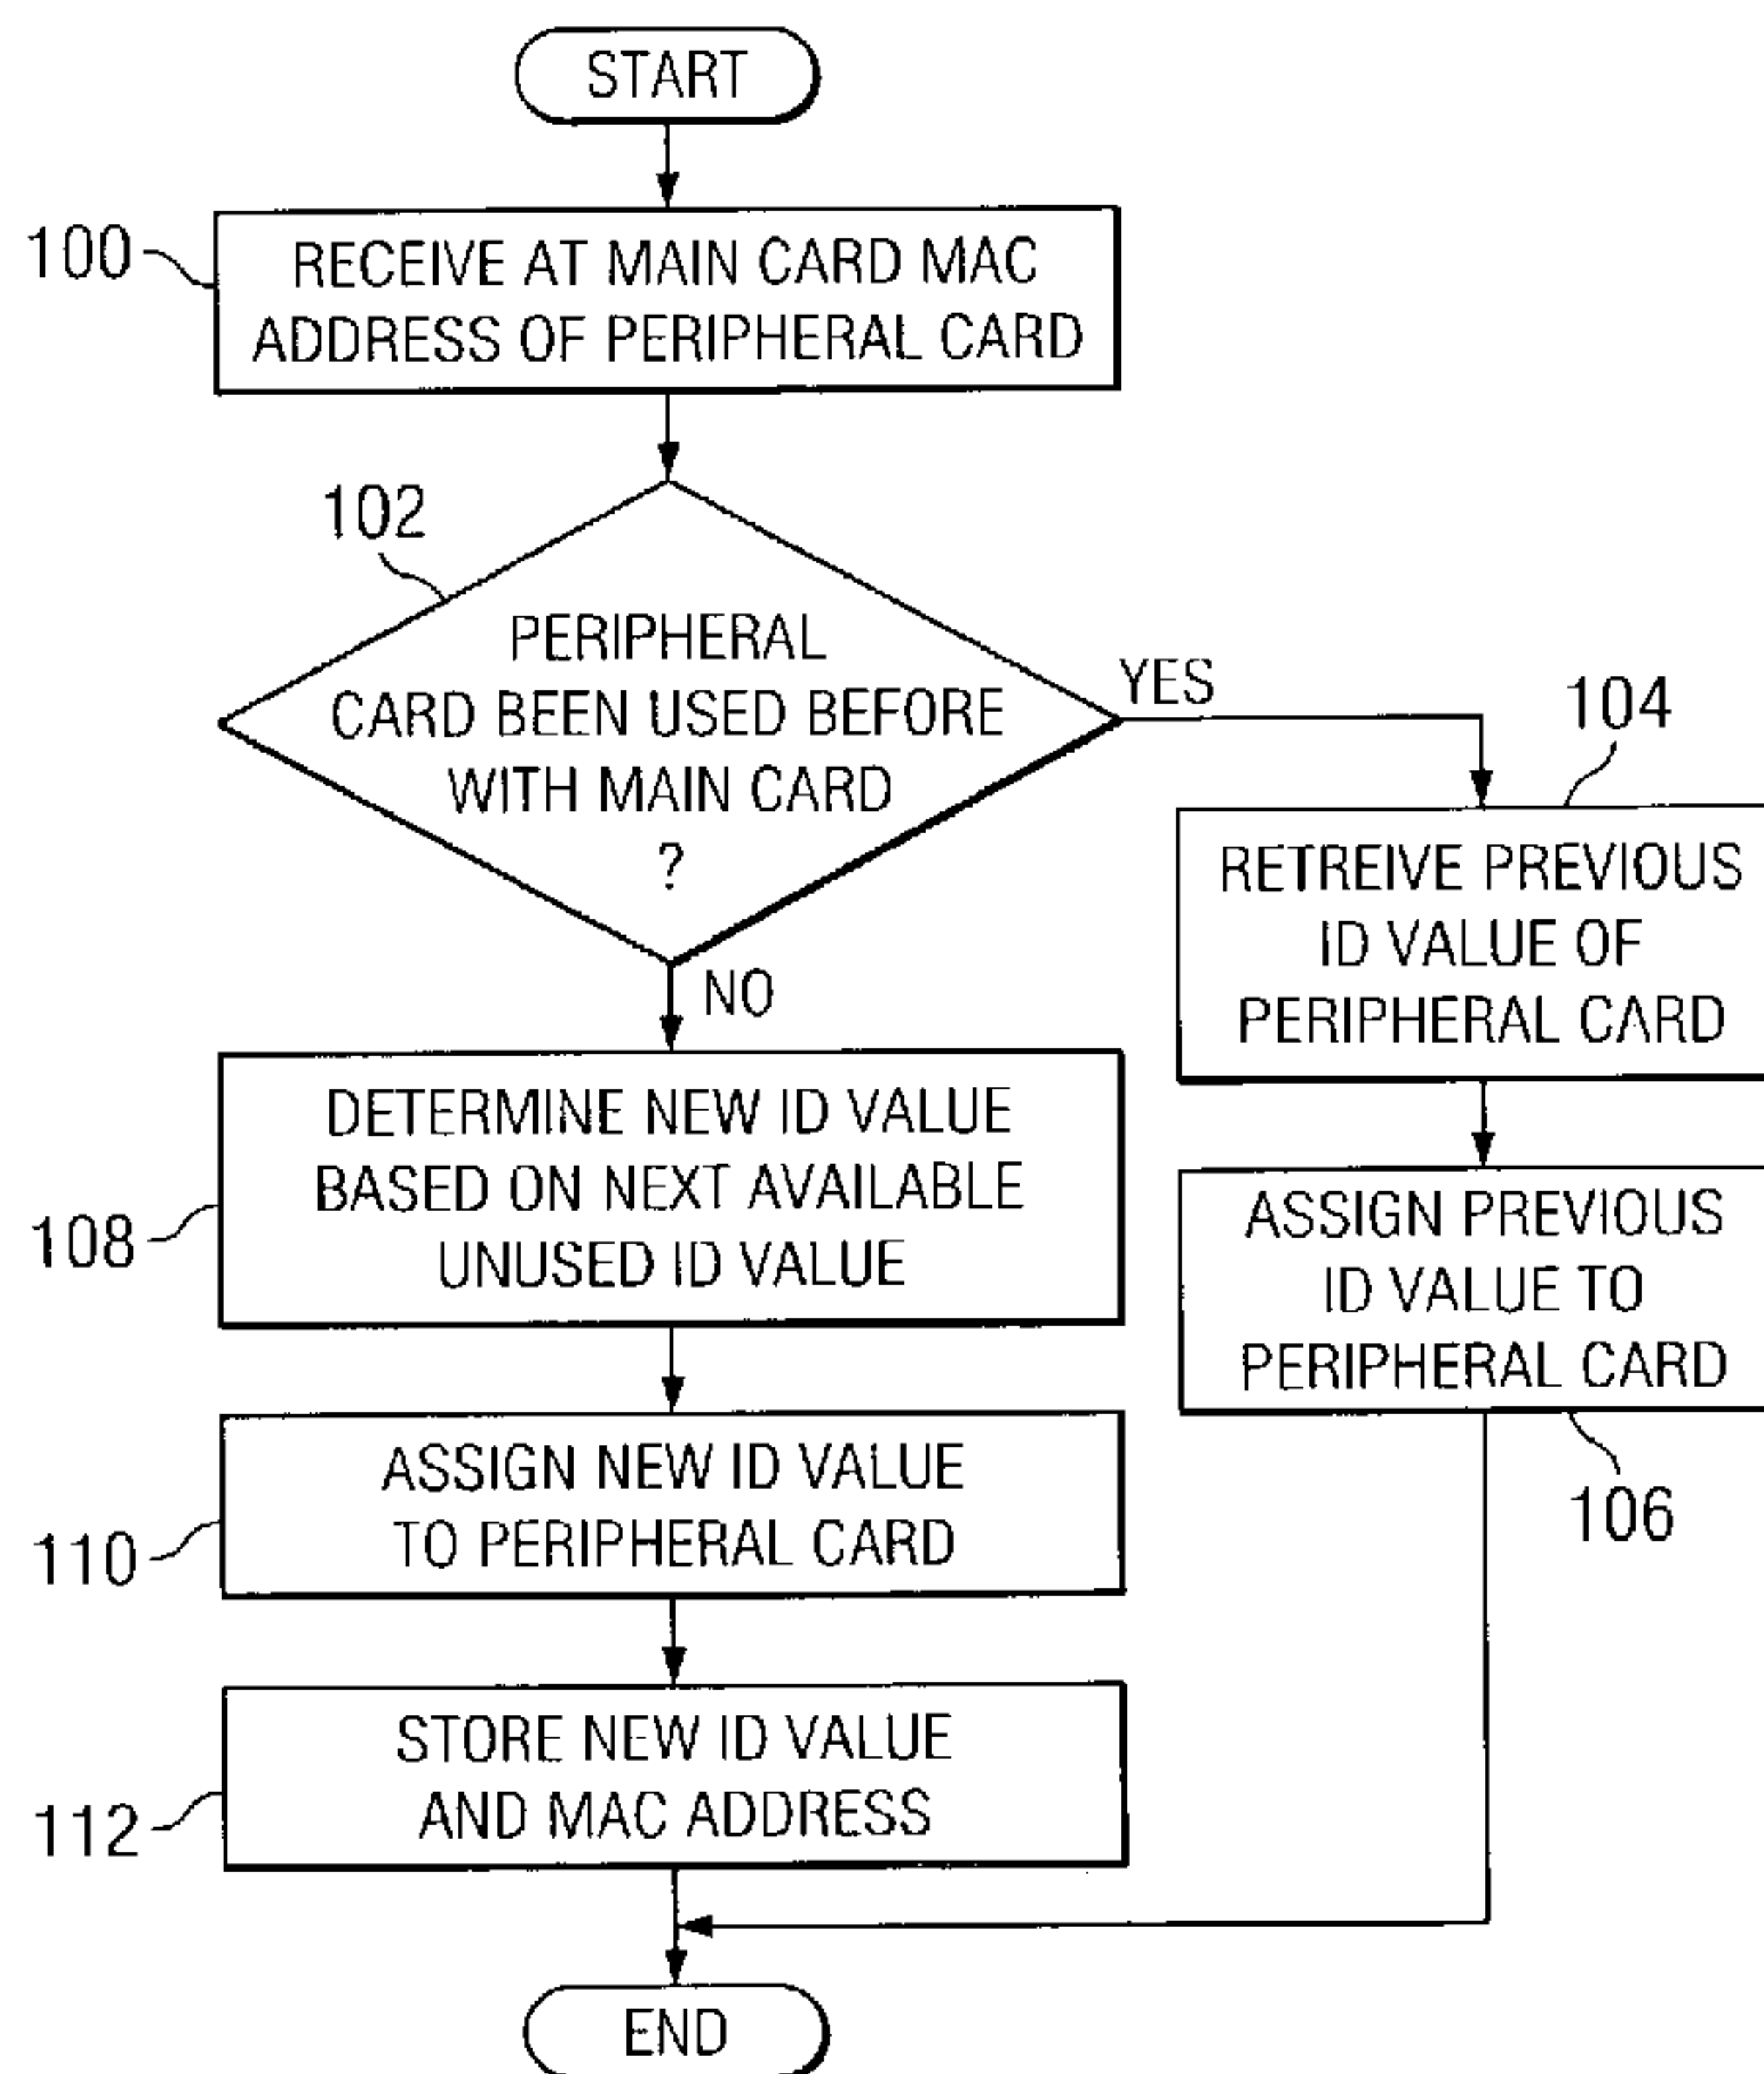 START
100
RECEIVE AT MAIN CARD MAC
ADDRESS OF PERIPHERAL CARD
102
PERIPHERAL
CARD BEEN USED BEFORE
WITH MAIN CARD
?
YES
104
RETREIVE PREVIOUS
ID VALUE OF
PERIPHERAL CARD
ASSIGN PREVIOUS
ID VALUE TO
PERIPHERAL CARD
106
NO
108
DETERMINE NEW ID VALUE
BASED ON NEXT AVAILABLE
UNUSED ID VALUE
110
ASSIGN NEW ID VALUE
TO PERIPHERAL CARD
112
STORE NEW ID VALUE
AND MAC ADDRESS
END